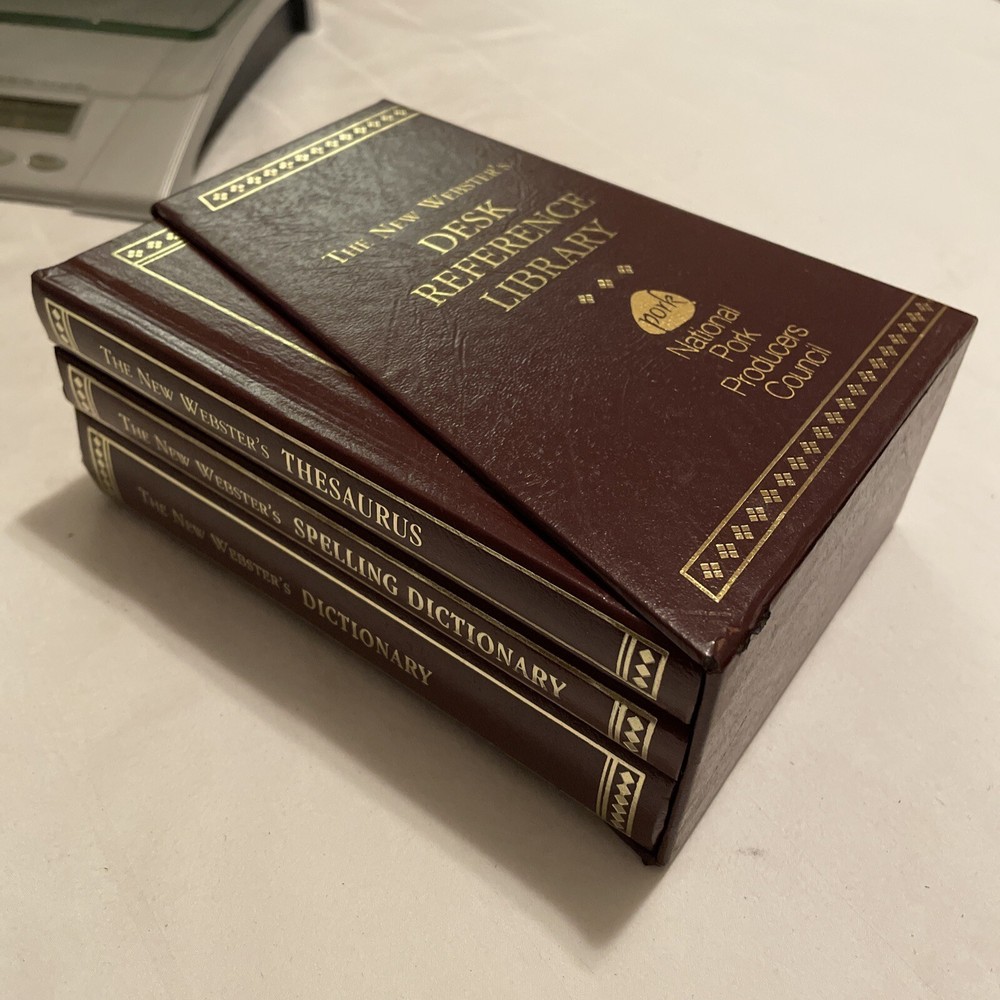 The New Webster's
DESK
REFERENCE
LIBRARY
pork
National
Pork
Producers
Council
The New Webster's THESAURUS
The New Webster's SPELLING DICTIONARY
The New Webster's DICTIONARY